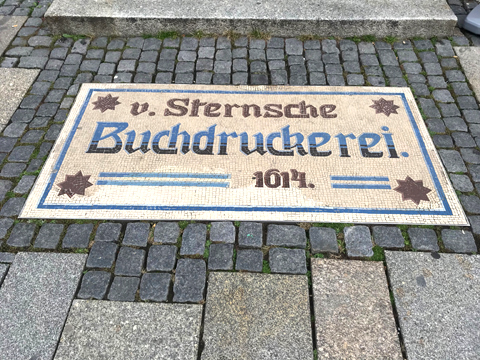 v. Sternsche
Buchdruckerei.
1614.